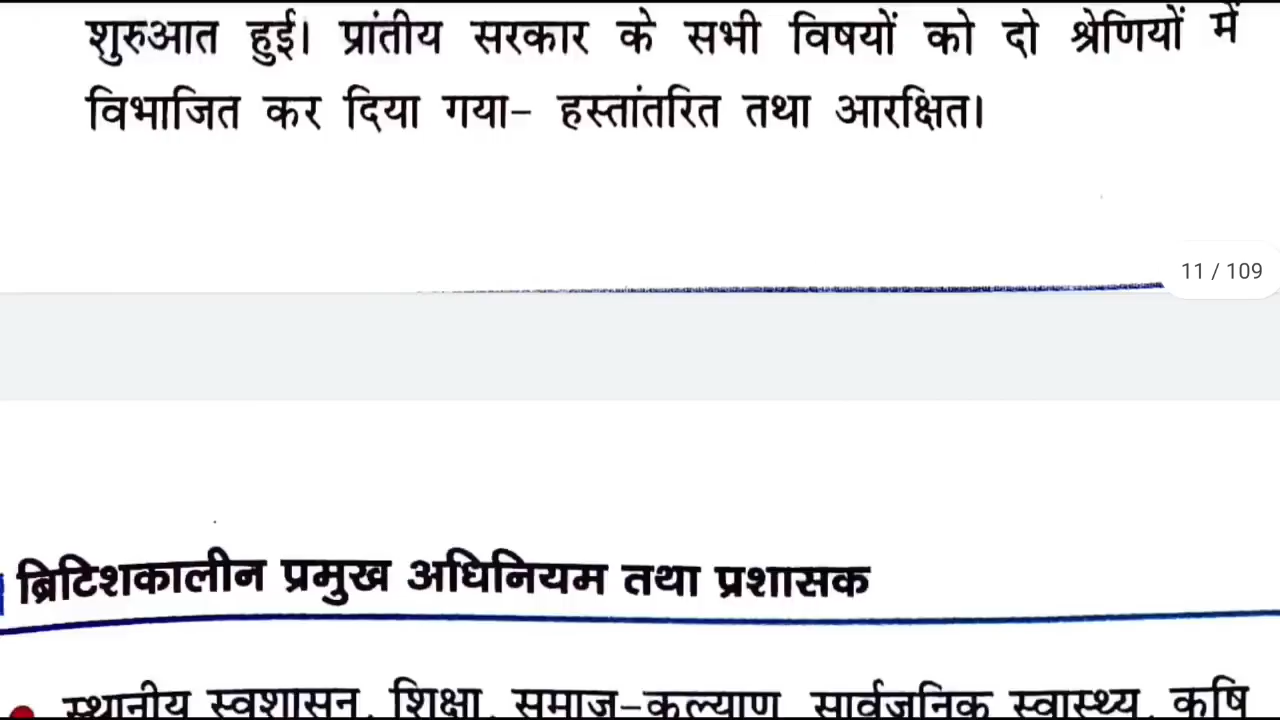 शुरुआत हुई। प्रांतीय सरकार के सभी विषयों को दो श्रेणियों में
विभाजित कर दिया गया– हस्तांतरित तथा आरक्षित।
11 / 109
ब्रिटिशकालीन प्रमुख अधिनियम तथा प्रशासक
स्थानीय स्वशासन, शिक्षा, समाज-कल्याण, सार्वजनिक स्वास्थ्य, कृषि